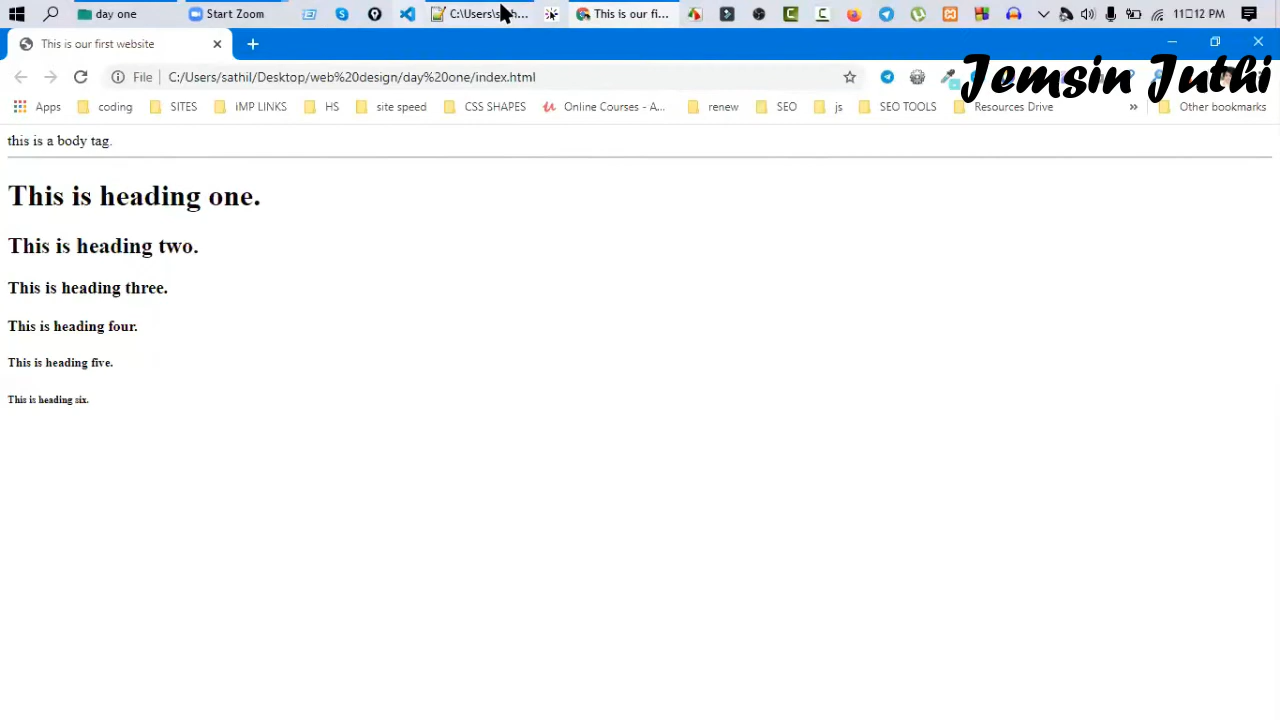 day one
Start Zoom
This is our fi...
11:12 PM
This is our first website
File
C:/Users/sathil/Desktop/web%20design/day%20one/index.html
Jemsin Juthi
Apps
coding
SITES
IMP LINKS
HS
site speed
CSS SHAPES
Online Courses - A...
renew
SEO
js
SEO TOOLS
Resources Drive
»
Other bookmarks
this is a body tag.
This is heading one.
This is heading two.
This is heading three.
This is heading four.
This is heading five.
This is heading six.